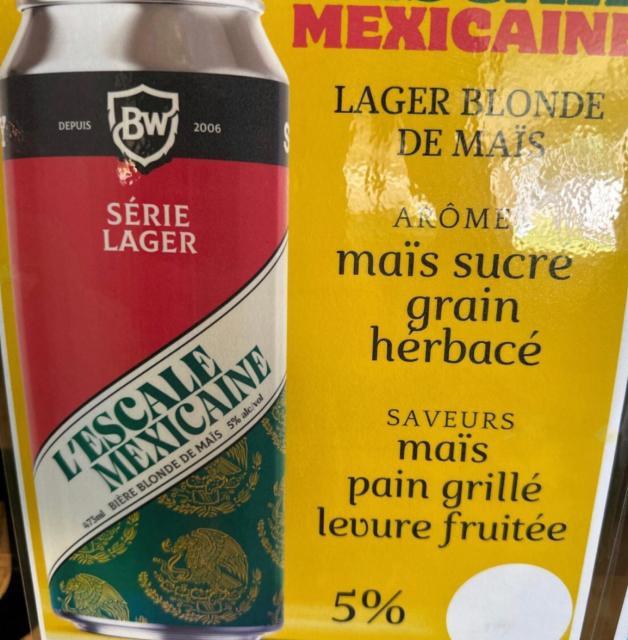 MEXICAINE
DEPUIS BW 2006
SÉRIE
LAGER
L'ESCALE
MEXICAINE
473ml BIÈRE BLONDE DE MAÏS 5% alc/vol
LAGER BLONDE
DE MAÏS
ARÔME
maïs sucré
grain
herbacé
SAVEURS
maïs
pain grillé
levure fruitée
5%